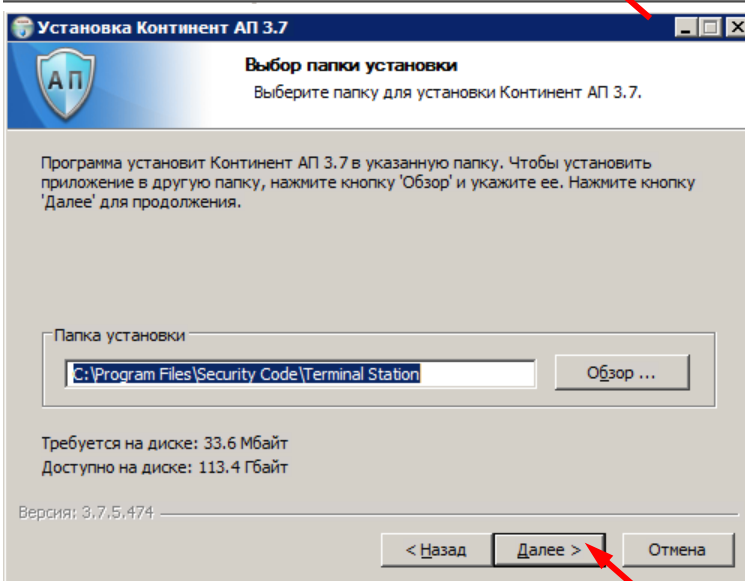 Установка Континент АП 3.7
АП
Выбор папки установки
Выберите папку для установки Континент АП 3.7.
Программа установит Континент АП 3.7 в указанную папку. Чтобы установить
приложение в другую папку, нажмите кнопку 'Обзор' и укажите ее. Нажмите кнопку
'Далее' для продолжения.
Папка установки
C:\Program Files\Security Code\Terminal Station
Обзор ...
Требуется на диске: 33.6 Мбайт
Доступно на диске: 113.4 Гбайт
Версия: 3.7.5.474
< Назад
Далее >
Отмена